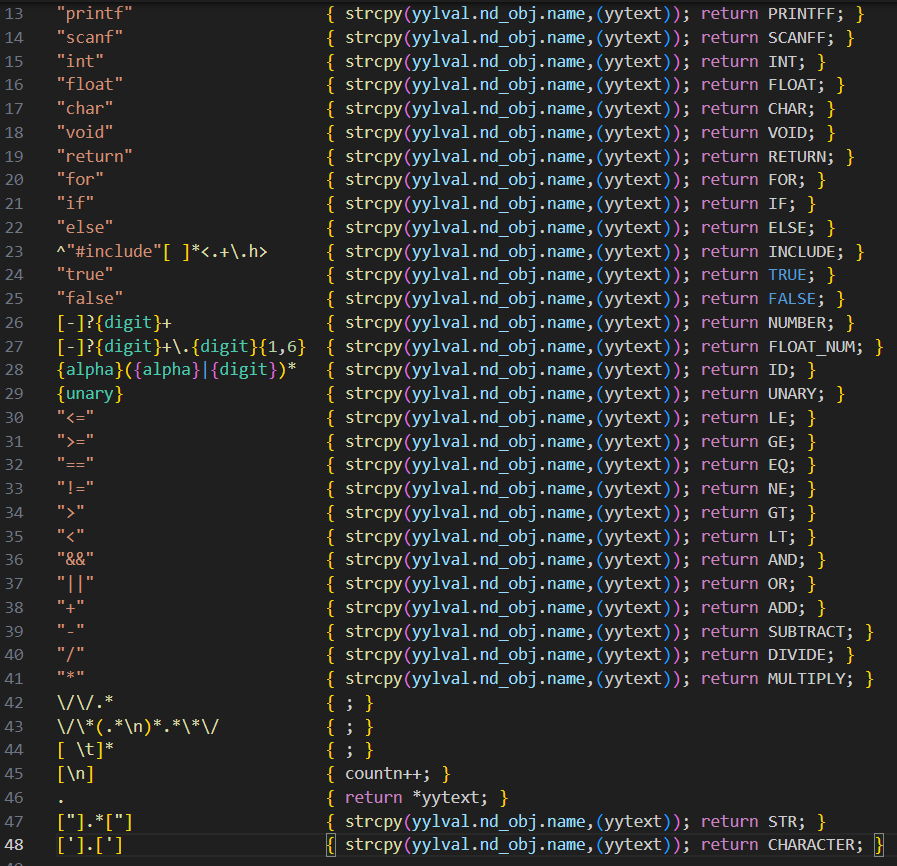 13 "printf" { strcpy(yylval.nd_obj.name,(yytext)); return PRINTFF; }
14 "scanf" { strcpy(yylval.nd_obj.name,(yytext)); return SCANFF; }
15 "int" { strcpy(yylval.nd_obj.name,(yytext)); return INT; }
16 "float" { strcpy(yylval.nd_obj.name,(yytext)); return FLOAT; }
17 "char" { strcpy(yylval.nd_obj.name,(yytext)); return CHAR; }
18 "void" { strcpy(yylval.nd_obj.name,(yytext)); return VOID; }
19 "return" { strcpy(yylval.nd_obj.name,(yytext)); return RETURN; }
20 "for" { strcpy(yylval.nd_obj.name,(yytext)); return FOR; }
21 "if" { strcpy(yylval.nd_obj.name,(yytext)); return IF; }
22 "else" { strcpy(yylval.nd_obj.name,(yytext)); return ELSE; }
23 ^"#include"[ ]*<.+\.h> { strcpy(yylval.nd_obj.name,(yytext)); return INCLUDE; }
24 "true" { strcpy(yylval.nd_obj.name,(yytext)); return TRUE; }
25 "false" { strcpy(yylval.nd_obj.name,(yytext)); return FALSE; }
26 [-]?{digit}+ { strcpy(yylval.nd_obj.name,(yytext)); return NUMBER; }
27 [-]?{digit}+\.{digit}{1,6} { strcpy(yylval.nd_obj.name,(yytext)); return FLOAT_NUM; }
28 {alpha}({alpha}|{digit})* { strcpy(yylval.nd_obj.name,(yytext)); return ID; }
29 {unary} { strcpy(yylval.nd_obj.name,(yytext)); return UNARY; }
30 "<=" { strcpy(yylval.nd_obj.name,(yytext)); return LE; }
31 ">=" { strcpy(yylval.nd_obj.name,(yytext)); return GE; }
32 "==" { strcpy(yylval.nd_obj.name,(yytext)); return EQ; }
33 "!=" { strcpy(yylval.nd_obj.name,(yytext)); return NE; }
34 ">" { strcpy(yylval.nd_obj.name,(yytext)); return GT; }
35 "<" { strcpy(yylval.nd_obj.name,(yytext)); return LT; }
36 "&&" { strcpy(yylval.nd_obj.name,(yytext)); return AND; }
37 "||" { strcpy(yylval.nd_obj.name,(yytext)); return OR; }
38 "+" { strcpy(yylval.nd_obj.name,(yytext)); return ADD; }
39 "-" { strcpy(yylval.nd_obj.name,(yytext)); return SUBTRACT; }
40 "/" { strcpy(yylval.nd_obj.name,(yytext)); return DIVIDE; }
41 "*" { strcpy(yylval.nd_obj.name,(yytext)); return MULTIPLY; }
42 \/\/.* { ; }
43 \/\*(.*\n)*.*\*\/ { ; }
44 [ \t]* { ; }
45 [\n] { countn++; }
46 . { return *yytext; }
47 ["].*["] { strcpy(yylval.nd_obj.name,(yytext)); return STR; }
48 ['].['] { strcpy(yylval.nd_obj.name,(yytext)); return CHARACTER; }